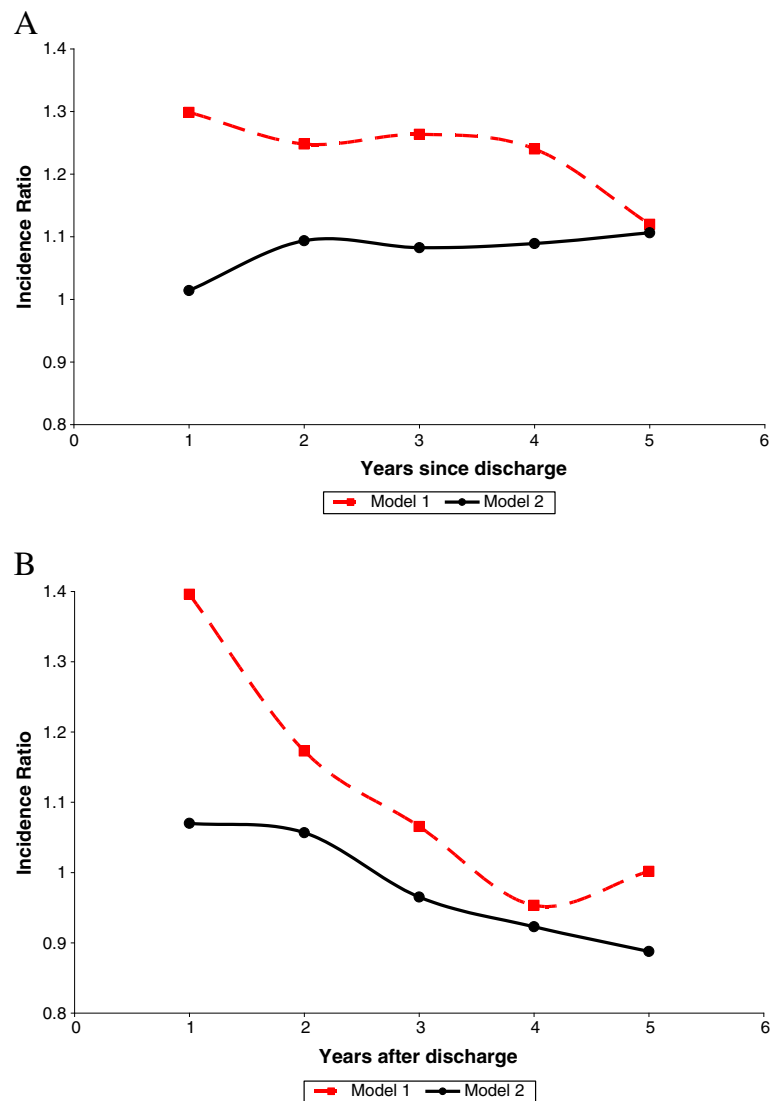 A
1.4
1.3
1.2
1.1
1
0.9
0.8
Incidence Ratio
0 1 2 3 4 5 6
Years since discharge
Model 1 Model 2
B
1.4
1.3
1.2
1.1
1
0.9
0.8
Incidence Ratio
0 1 2 3 4 5 6
Years after discharge
Model 1 Model 2